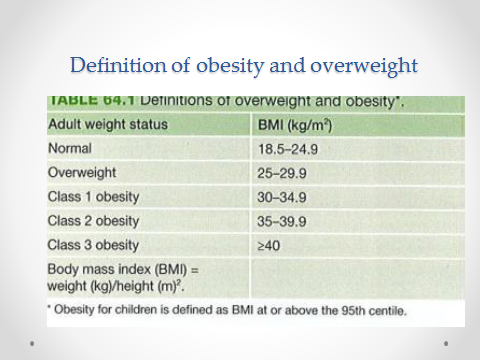 Definition of obesity and overweight
TABLE 64.1 Definitions of overweight and obesity*.
Adult weight status BMI (kg/m²)
Normal 18.5–24.9
Overweight 25–29.9
Class 1 obesity 30–34.9
Class 2 obesity 35–39.9
Class 3 obesity ≥40
Body mass index (BMI) =
weight (kg)/height (m)².
* Obesity for children is defined as BMI at or above the 95th centile.